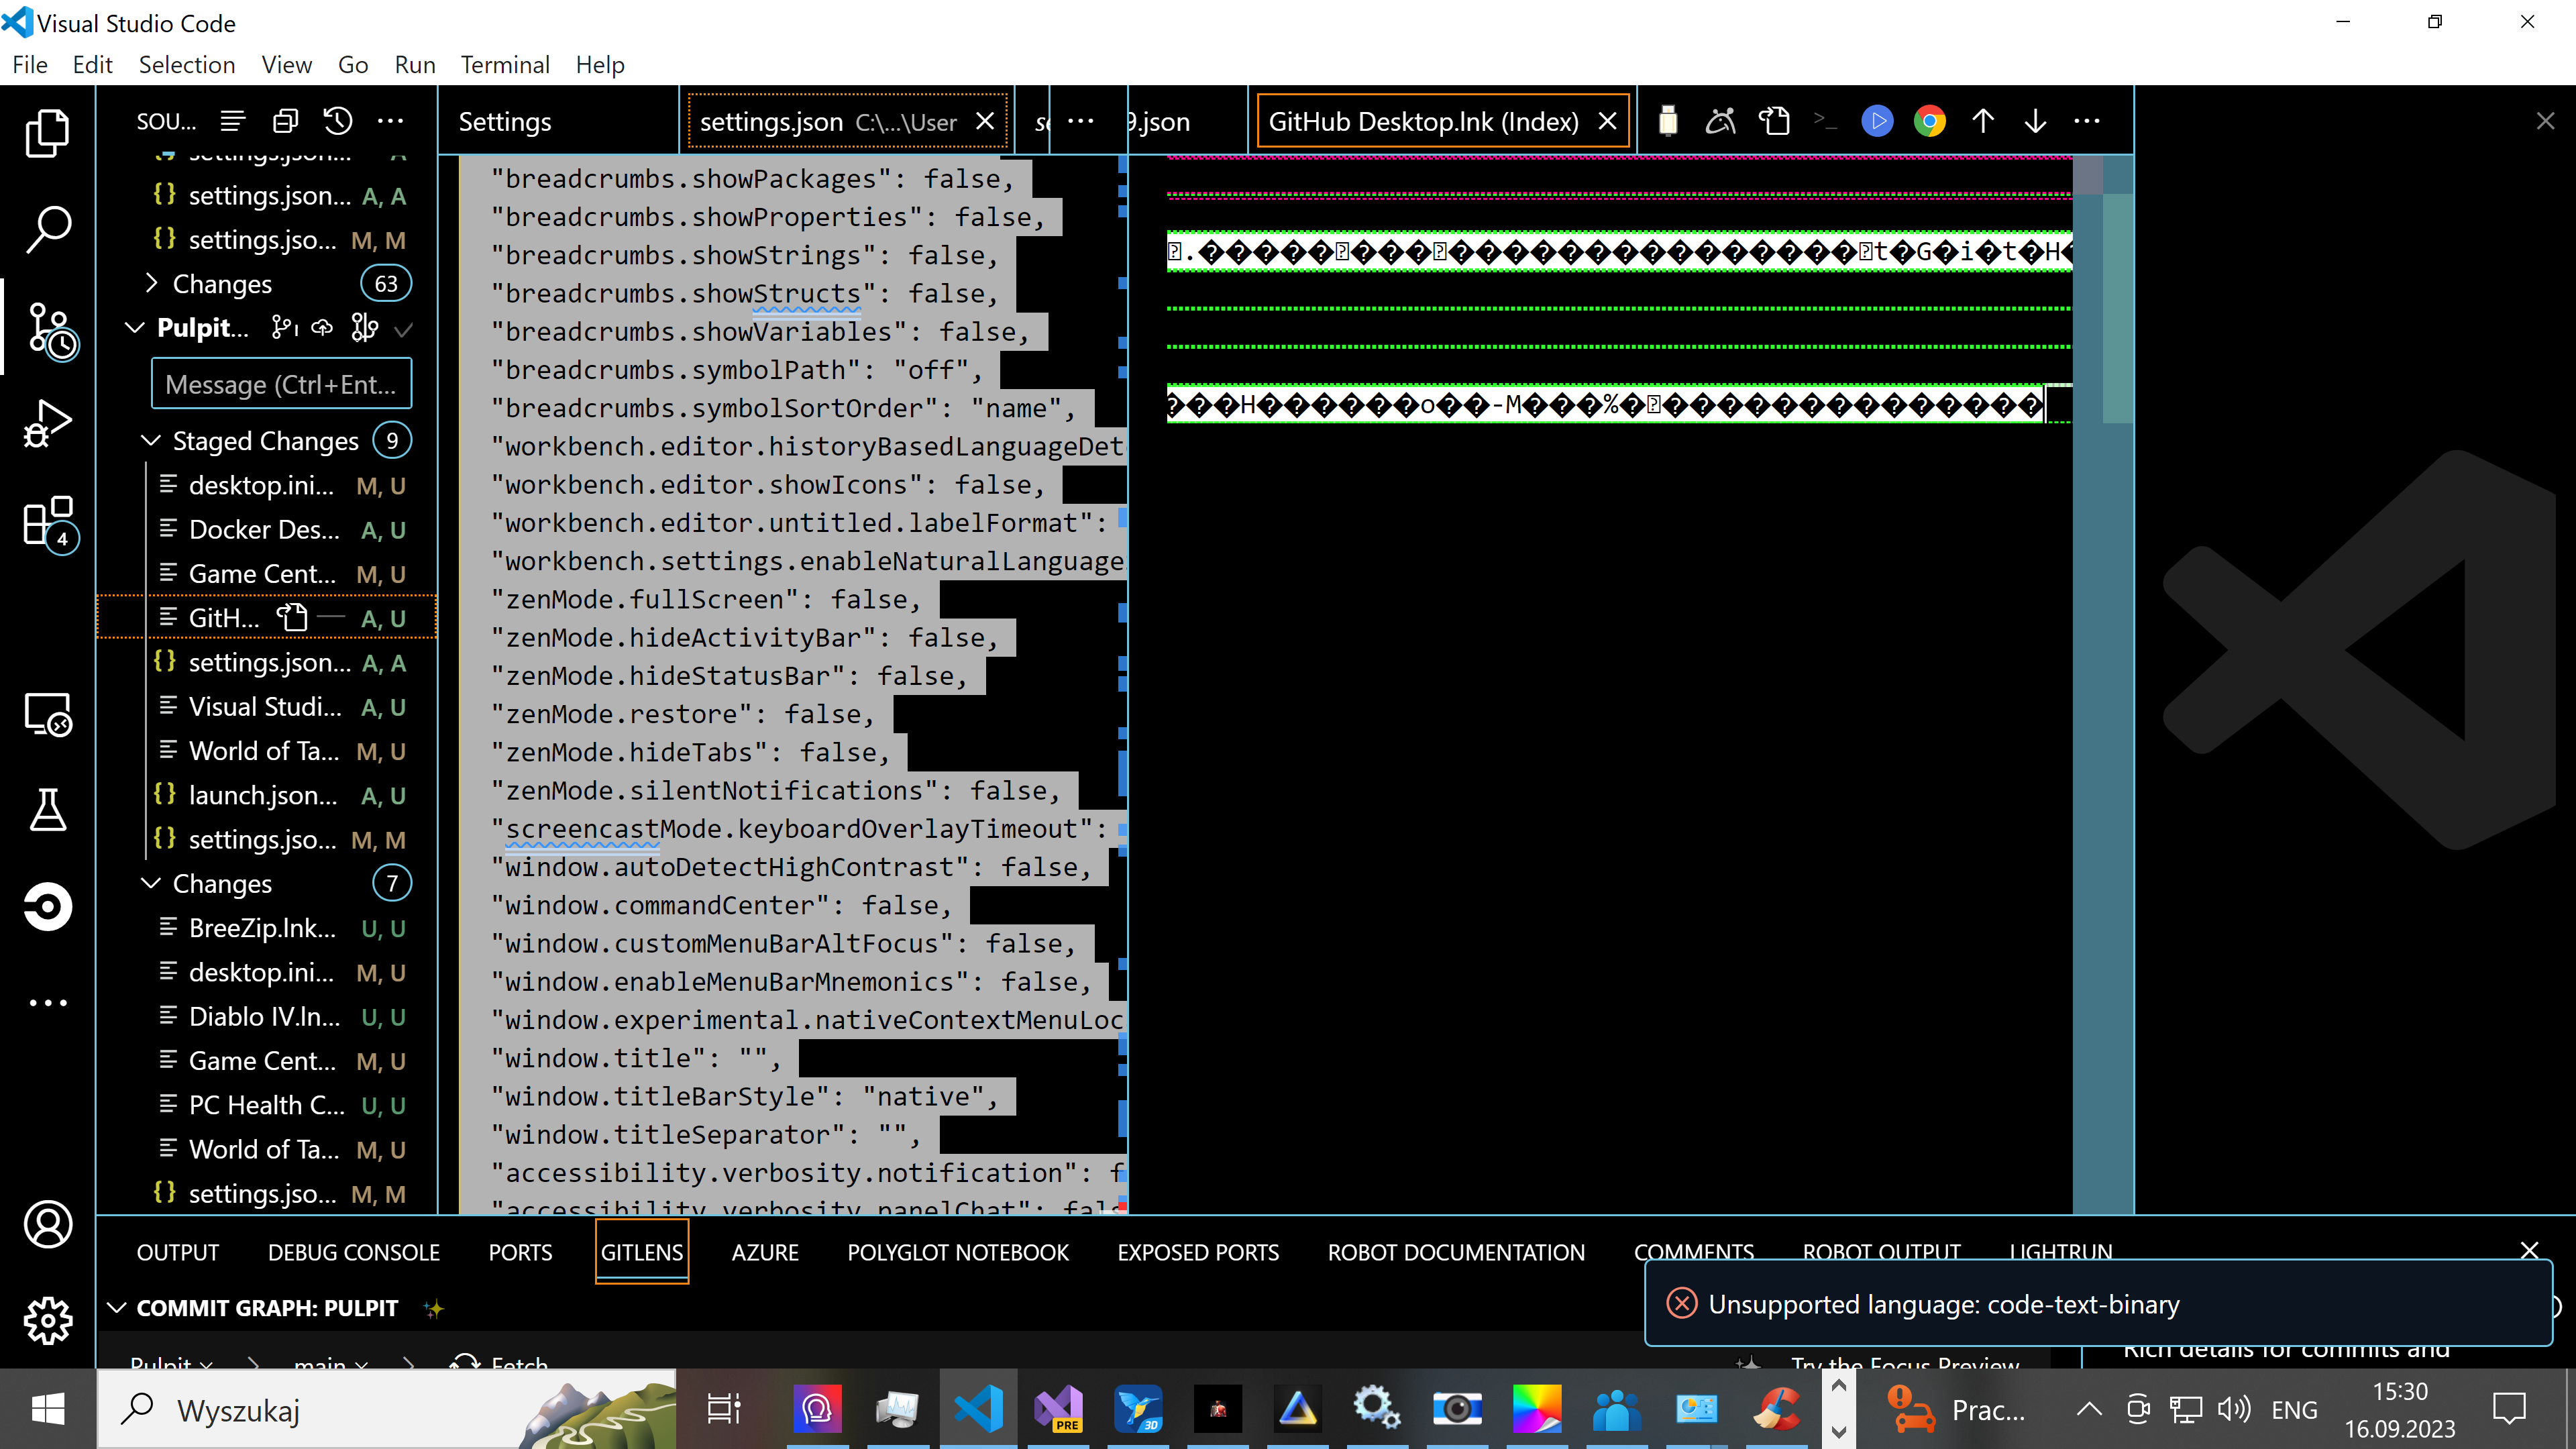 Visual Studio Code
File Edit Selection View Go Run Terminal Help
SOU...
settings.json... A, A
settings.jso... M, M
Changes 63
Pulpit...
Message (Ctrl+Ent...
Staged Changes 9
desktop.ini... M, U
Docker Des... A, U
Game Cent... M, U
GitH... A, U
settings.json... A, A
Visual Studi... A, U
World of Ta... M, U
launch.json... A, U
settings.jso... M, M
Changes 7
BreeZip.lnk... U, U
desktop.ini... M, U
Diablo IV.ln... U, U
Game Cent... M, U
PC Health C... U, U
World of Ta... M, U
settings.jso... M, M
4
Settings
settings.json C:\...\User
9.json
GitHub Desktop.lnk (Index)
"breadcrumbs.showPackages": false,
"breadcrumbs.showProperties": false,
"breadcrumbs.showStrings": false,
"breadcrumbs.showStructs": false,
"breadcrumbs.showVariables": false,
"breadcrumbs.symbolPath": "off",
"breadcrumbs.symbolSortOrder": "name",
"workbench.editor.historyBasedLanguageDet
"workbench.editor.showIcons": false,
"workbench.editor.untitled.labelFormat":
"workbench.settings.enableNaturalLanguage
"zenMode.fullScreen": false,
"zenMode.hideActivityBar": false,
"zenMode.hideStatusBar": false,
"zenMode.restore": false,
"zenMode.hideTabs": false,
"zenMode.silentNotifications": false,
"screencastMode.keyboardOverlayTimeout":
"window.autoDetectHighContrast": false,
"window.commandCenter": false,
"window.customMenuBarAltFocus": false,
"window.enableMenuBarMnemonics": false,
"window.experimental.nativeContextMenuLoc
"window.title": "",
"window.titleBarStyle": "native",
"window.titleSeparator": "",
"accessibility.verbosity.notification": f
"accessibility.verbosity.panelChat": fals
.��������������������������t�G�i�t�H�
���H������o��-M���%���������������
OUTPUT DEBUG CONSOLE PORTS GITLENS AZURE POLYGLOT NOTEBOOK EXPOSED PORTS ROBOT DOCUMENTATION COMMENTS ROBOT OUTPUT LIGHTRUN
COMMIT GRAPH: PULPIT
Unsupported language: code-text-binary
Pulpit main Fetch
Try the Focus Preview
Rich details for commits and
Wyszukaj
PRE
3D
Prac...
ENG
15:30
16.09.2023